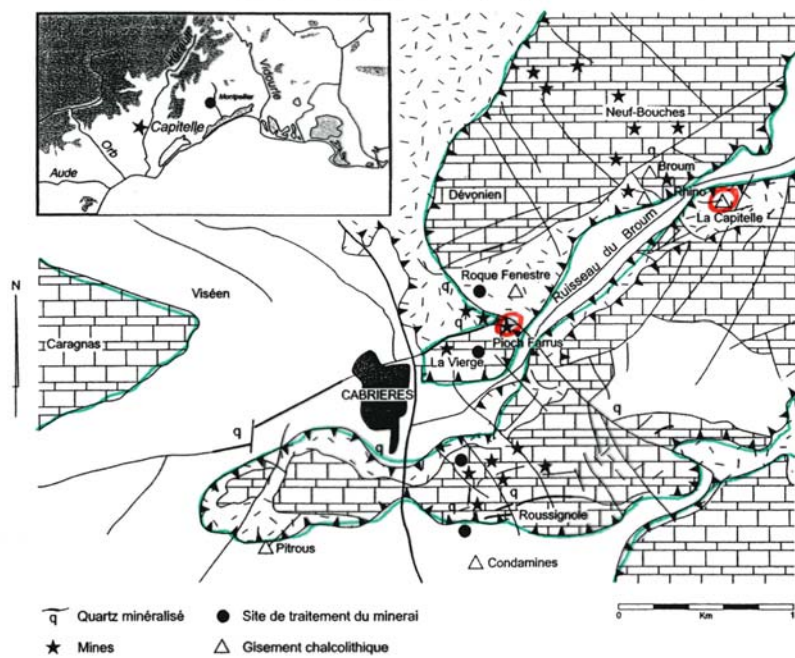 Capitelle
Montpellier
Vidourle
Orb
Aude
Neuf-Bouches
q
Broum
Rhino
La Capitelle
Dévonien
Ruisseau du Broum
Roque Fenestre
q
q
Pioch Farrus
La Vierge
N
Viséen
Caragnas
CABRIERES
q
q
q
q
q
Roussignole
Pitrous
Condamines
q Quartz minéralisé
Site de traitement du minerai
Mines
Gisement chalcolithique
0 1
Km